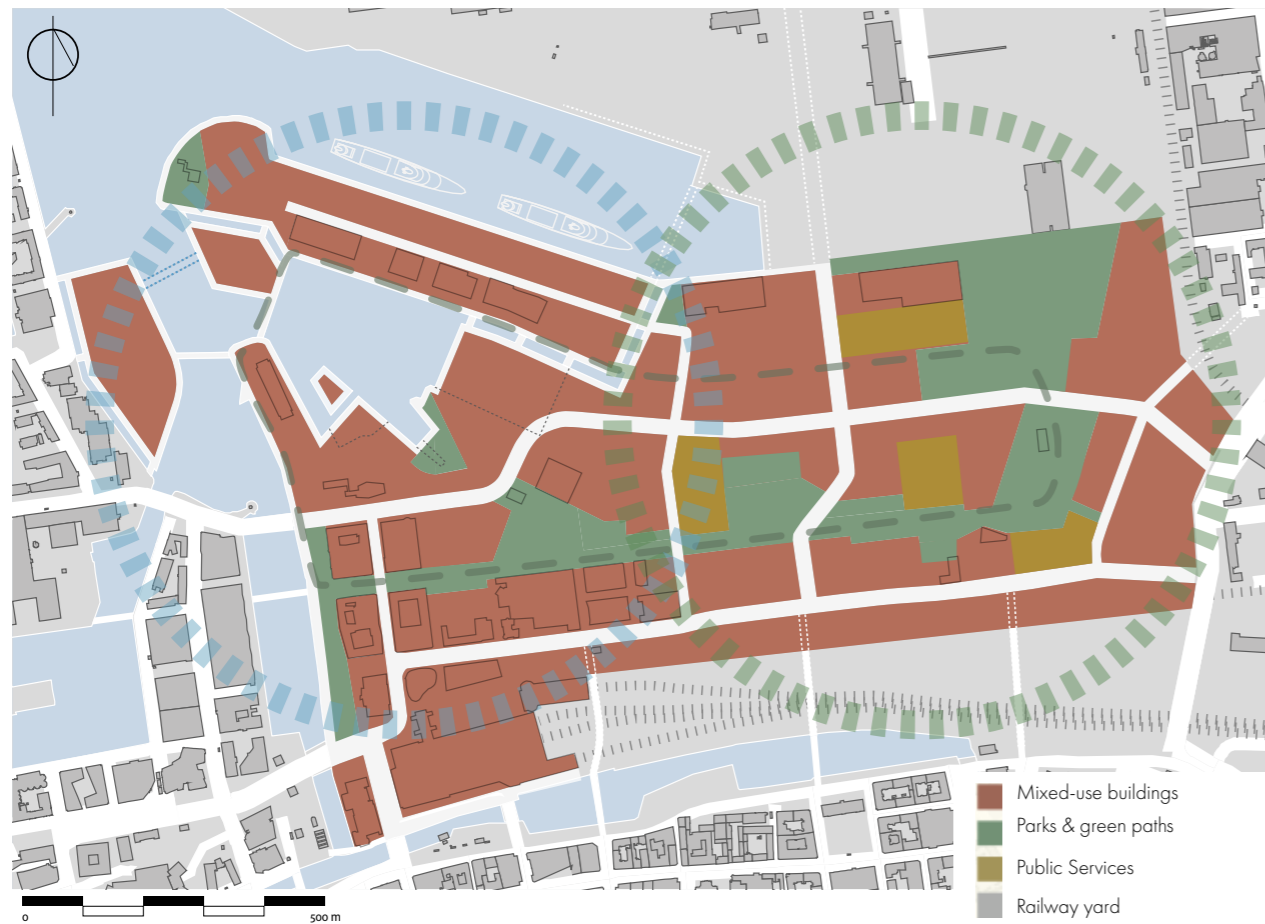 Mixed-use buildings
Parks & green paths
Public Services
Railway yard
0 500 m